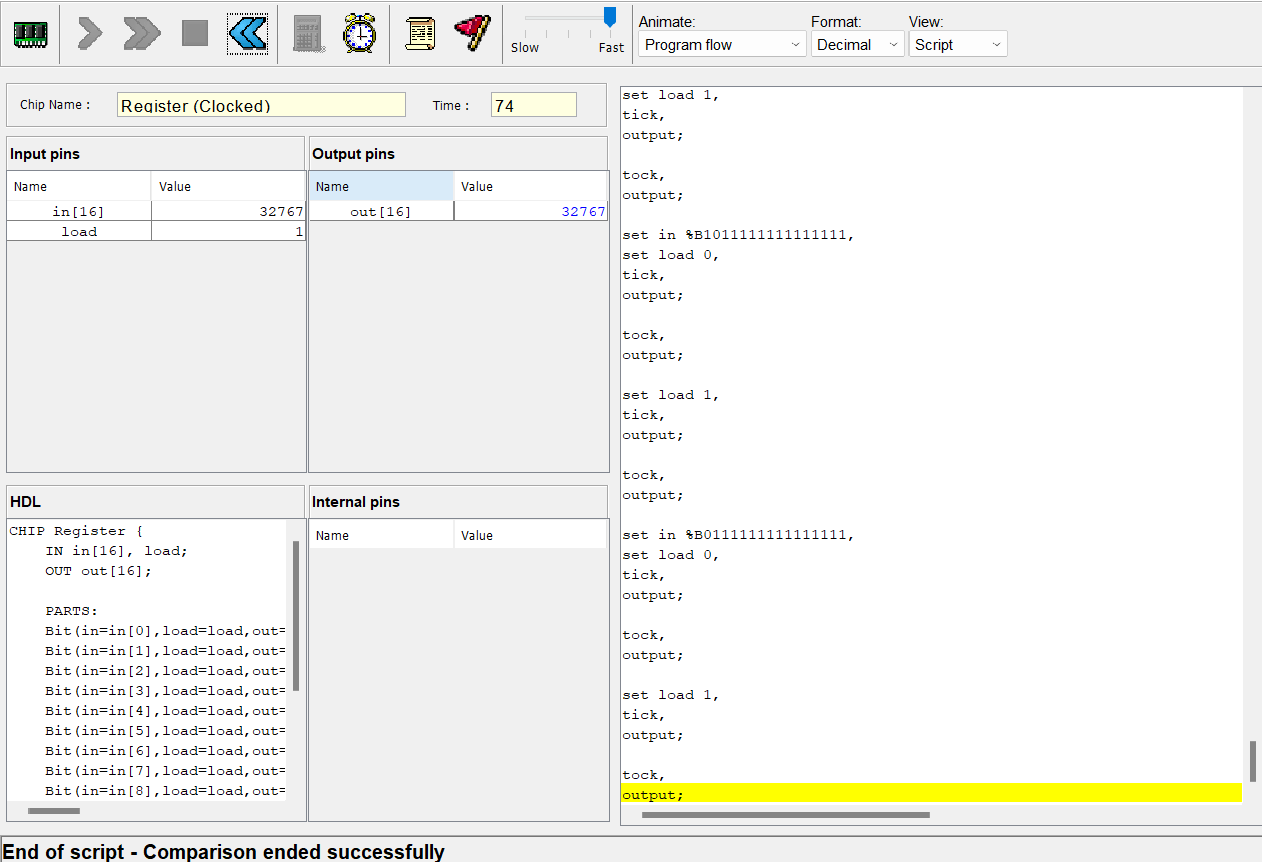 Slow
Fast
Animate:
Program flow
Format:
Decimal
View:
Script
Chip Name :
Register (Clocked)
Time :
74
Input pins
Name Value
in[16] 32767
load 1
Output pins
Name Value
out[16] 32767
HDL
CHIP Register {
IN in[16], load;
OUT out[16];
PARTS:
Bit(in=in[0],load=load,out=
Bit(in=in[1],load=load,out=
Bit(in=in[2],load=load,out=
Bit(in=in[3],load=load,out=
Bit(in=in[4],load=load,out=
Bit(in=in[5],load=load,out=
Bit(in=in[6],load=load,out=
Bit(in=in[7],load=load,out=
Bit(in=in[8],load=load,out=
Internal pins
Name Value
set load 1,
tick,
output;
tock,
output;
set in %B1011111111111111,
set load 0,
tick,
output;
tock,
output;
set load 1,
tick,
output;
tock,
output;
set in %B0111111111111111,
set load 0,
tick,
output;
tock,
output;
set load 1,
tick,
output;
tock,
output;
End of script - Comparison ended successfully